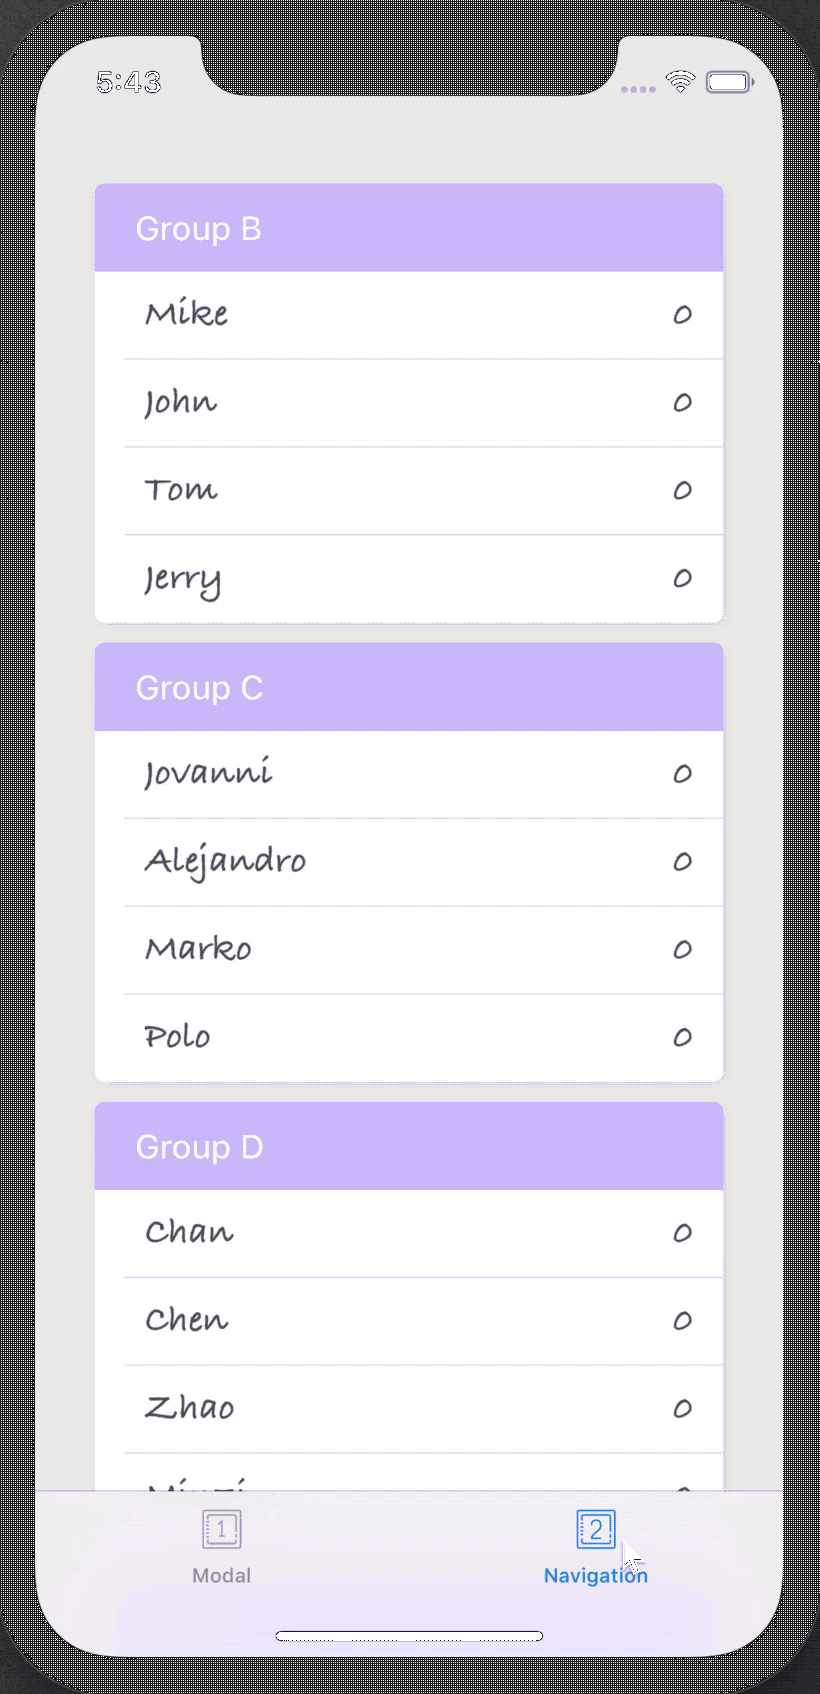 5:43
Group B
Mike 0
John 0
Tom 0
Jerry 0
Group C
Jovanni 0
Alejandro 0
Marko 0
Polo 0
Group D
Chan 0
Chen 0
Zhao 0
1 2
Modal Navigation